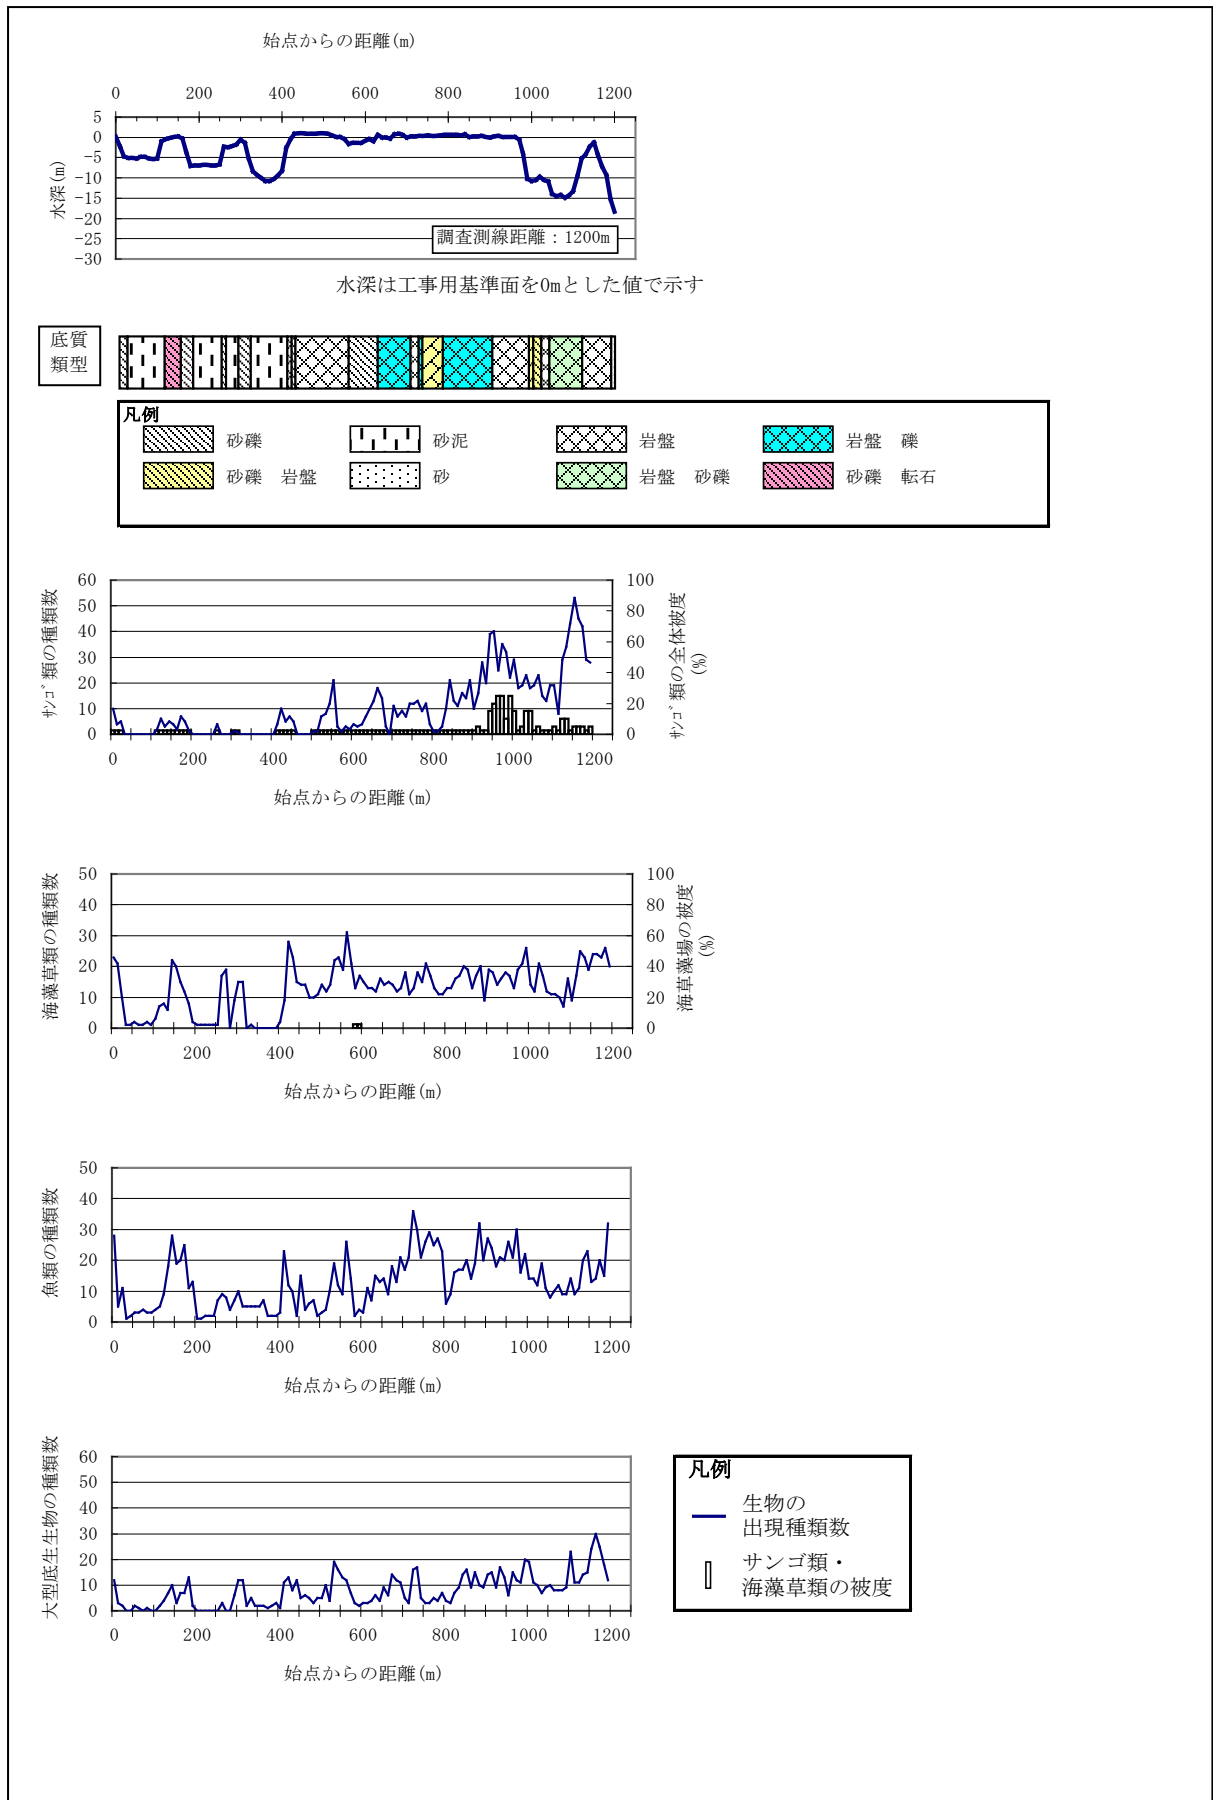 始点からの距離(m)
0 200 400 600 800 1000 1200
5
0
-5
-10
-15
-20
-25
-30
水深(m)
調査測線距離：1200m
水深は工事用基準面を0mとした値で示す
底質
類型
凡例
砂礫 砂泥 岩盤 岩盤　礫
砂礫　岩盤 砂 岩盤　砂礫 砂礫　転石
60
50
40
30
20
10
0
ｻﾝｺﾞ類の種類数
100
80
60
40
20
0
ｻﾝｺﾞ類の全体被度
(%)
0 200 400 600 800 1000 1200
始点からの距離(m)
50
40
30
20
10
0
海藻草類の種類数
100
80
60
40
20
0
海草藻場の被度
(%)
0 200 400 600 800 1000 1200
始点からの距離(m)
50
40
30
20
10
0
魚類の種類数
0 200 400 600 800 1000 1200
始点からの距離(m)
60
50
40
30
20
10
0
大型底生生物の種類数
0 200 400 600 800 1000 1200
始点からの距離(m)
凡例
生物の
出現種類数
サンゴ類・
海藻草類の被度